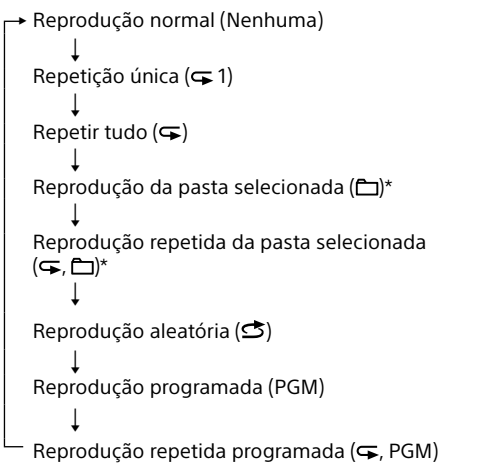 Reprodução normal (Nenhuma)
Repetição única (1)
Repetir tudo ()
Reprodução da pasta selecionada ()*
Reprodução repetida da pasta selecionada
(, )*
Reprodução aleatória ()
Reprodução programada (PGM)
Reprodução repetida programada (, PGM)